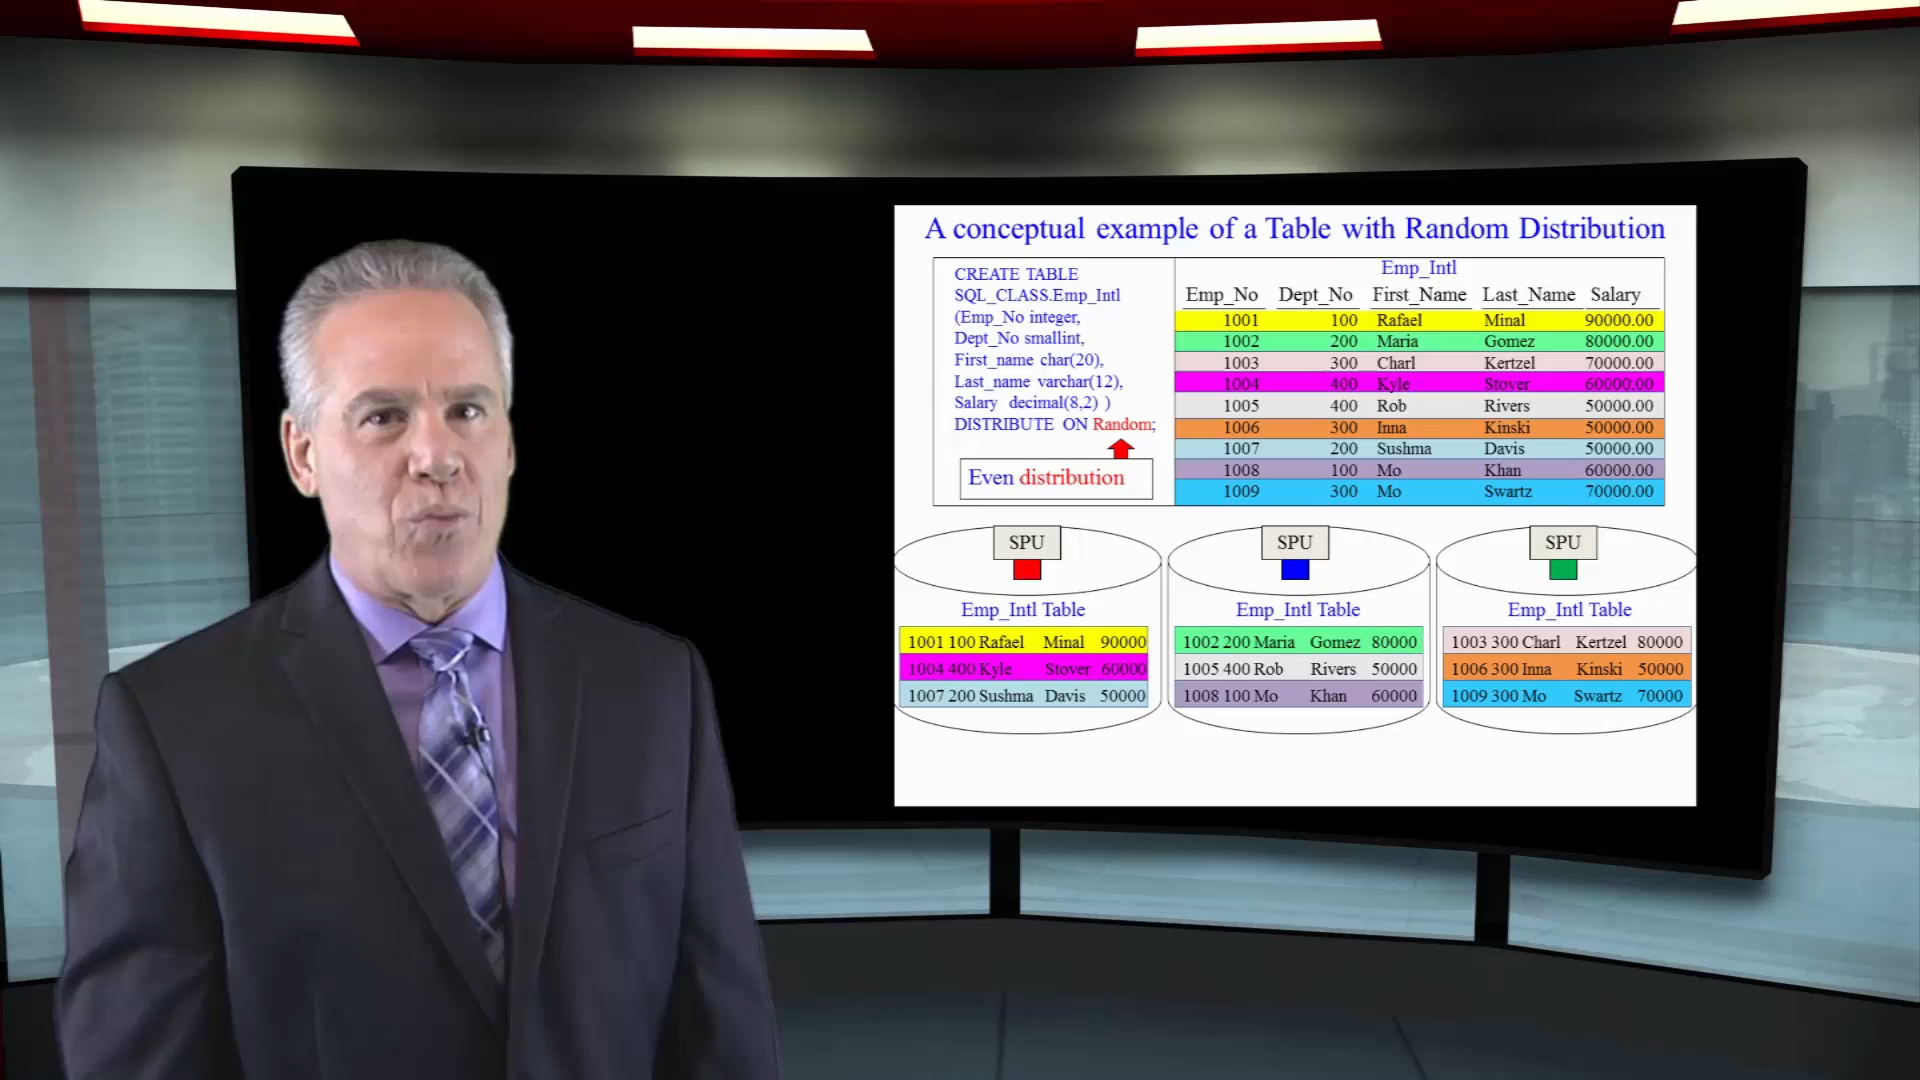 A conceptual example of a Table with Random Distribution
CREATE TABLE
SQL_CLASS.Emp_Intl
(Emp_No integer,
Dept_No smallint,
First_name char(20),
Last_name varchar(12),
Salary decimal(8,2) )
DISTRIBUTE ON Random;
Even distribution
Emp_Intl
Emp_No Dept_No First_Name Last_Name Salary
1001 100 Rafael Minal 90000.00
1002 200 Maria Gomez 80000.00
1003 300 Charl Kertzel 70000.00
1004 400 Kyle Stover 60000.00
1005 400 Rob Rivers 50000.00
1006 300 Inna Kinski 50000.00
1007 200 Sushma Davis 50000.00
1008 100 Mo Khan 60000.00
1009 300 Mo Swartz 70000.00
SPU
Emp_Intl Table
1001 100 Rafael Minal 90000
1004 400 Kyle Stover 60000
1007 200 Sushma Davis 50000
SPU
Emp_Intl Table
1002 200 Maria Gomez 80000
1005 400 Rob Rivers 50000
1008 100 Mo Khan 60000
SPU
Emp_Intl Table
1003 300 Charl Kertzel 80000
1006 300 Inna Kinski 50000
1009 300 Mo Swartz 70000